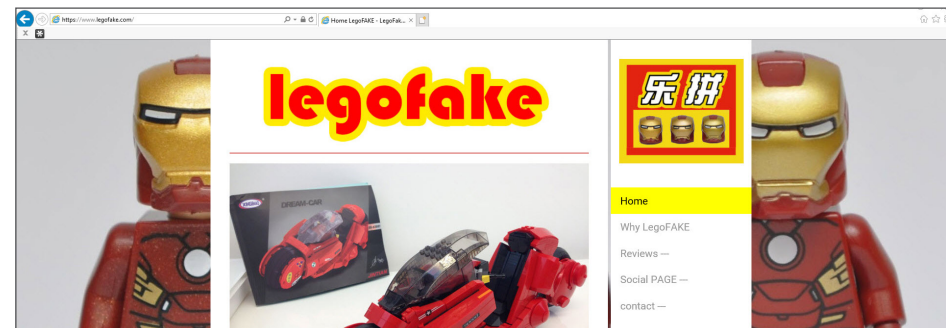 https://www.legofake.com/
Home LegoFAKE - LegoFak...
legofake
乐拼
DREAM-CAR
Home
Why LegoFAKE
Reviews —
Social PAGE —
contact —